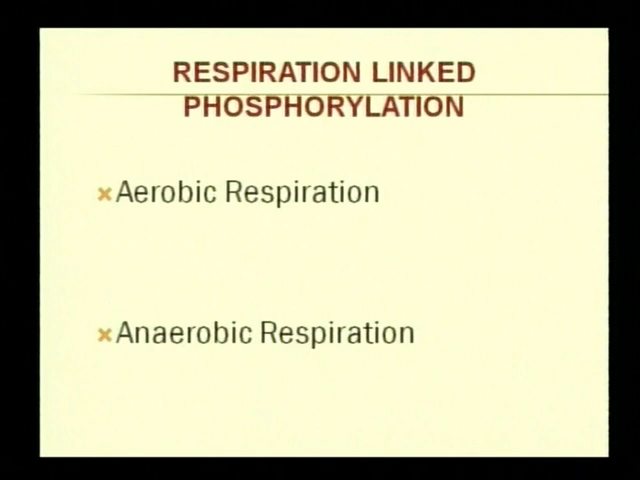 RESPIRATION LINKED
PHOSPHORYLATION
Aerobic Respiration
Anaerobic Respiration